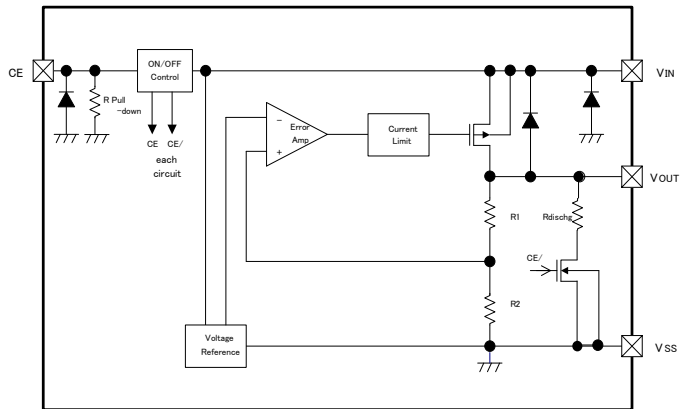 CE
ON/OFF
Control
VIN
R Pull
-down
CE CE/
each
circuit
−
Error
Amp
+
Current
Limit
VOUT
R1
Rdischg
CE/
R2
Voltage
Reference
VSS